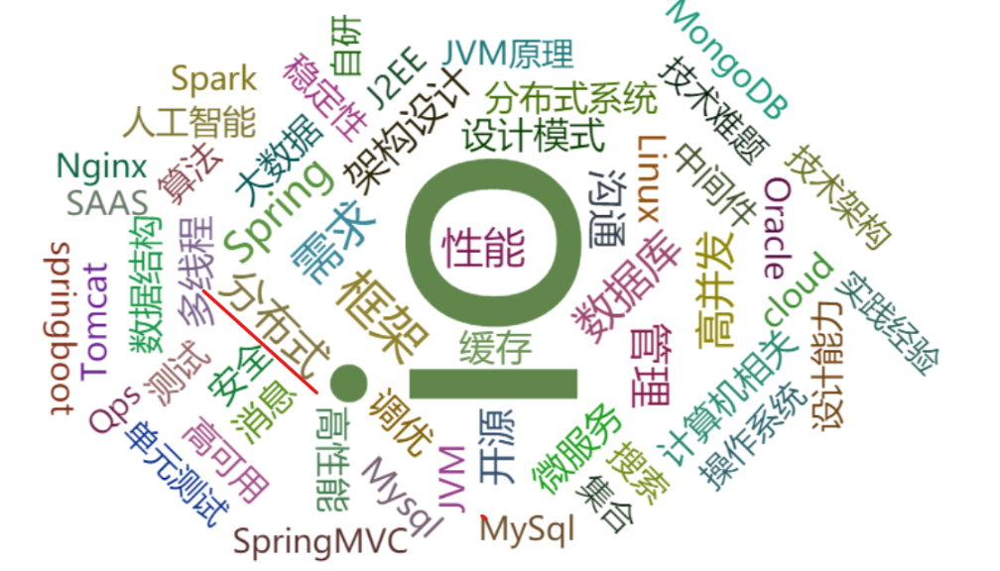 MongoDB
自研
JVM原理
J2EE
稳定性
Spark
技术难题
架构设计
分布式系统
人工智能
设计模式
大数据
Linux
中间件
技术架构
Nginx
算法
SAAS
Spring
沟通
Oracle
io
性能
需求
数据结构
多线程
springboot
Tomcat
分布式
框架
数据库
高并发
cloud
实践经验
缓存
管理
计算机相关
设计能力
测试
安全
消息
Qps
调优
高性能
开源
微服务
操作系统
搜索
单元测试
高可用
Mysql
JVM
集合
SpringMVC
MySql